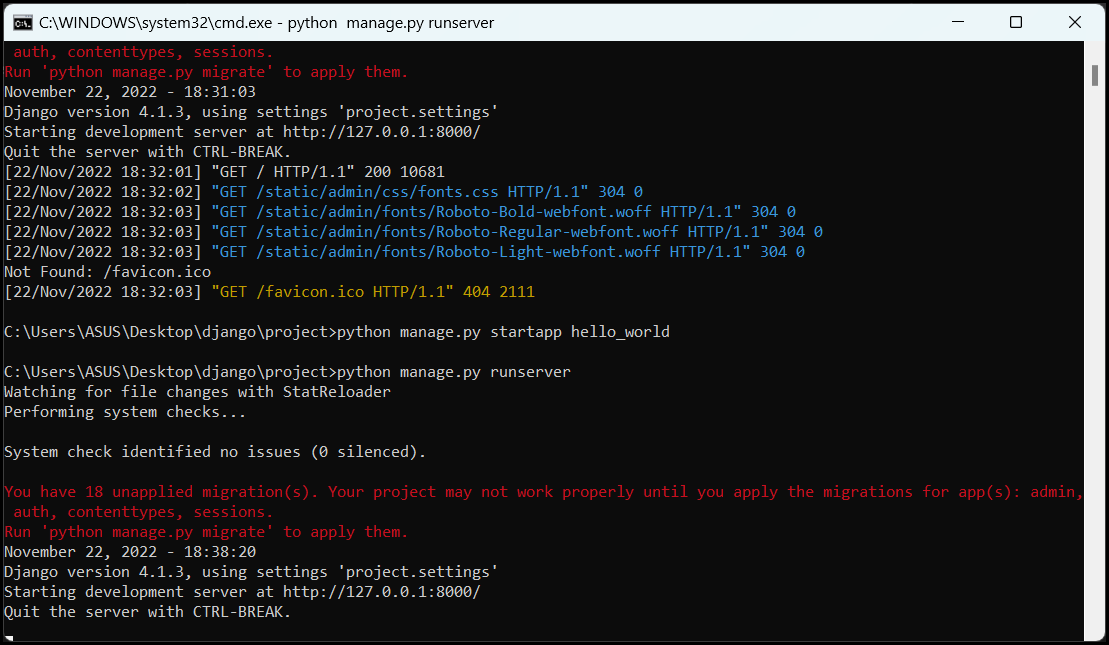 C:\WINDOWS\system32\cmd.exe - python  manage.py runserver
 auth, contenttypes, sessions.
Run 'python manage.py migrate' to apply them.
November 22, 2022 - 18:31:03
Django version 4.1.3, using settings 'project.settings'
Starting development server at http://127.0.0.1:8000/
Quit the server with CTRL-BREAK.
[22/Nov/2022 18:32:01] "GET / HTTP/1.1" 200 10681
[22/Nov/2022 18:32:02] "GET /static/admin/css/fonts.css HTTP/1.1" 304 0
[22/Nov/2022 18:32:03] "GET /static/admin/fonts/Roboto-Bold-webfont.woff HTTP/1.1" 304 0
[22/Nov/2022 18:32:03] "GET /static/admin/fonts/Roboto-Regular-webfont.woff HTTP/1.1" 304 0
[22/Nov/2022 18:32:03] "GET /static/admin/fonts/Roboto-Light-webfont.woff HTTP/1.1" 304 0
Not Found: /favicon.ico
[22/Nov/2022 18:32:03] "GET /favicon.ico HTTP/1.1" 404 2111
C:\Users\ASUS\Desktop\django\project>python manage.py startapp hello_world
C:\Users\ASUS\Desktop\django\project>python manage.py runserver
Watching for file changes with StatReloader
Performing system checks...
System check identified no issues (0 silenced).
You have 18 unapplied migration(s). Your project may not work properly until you apply the migrations for app(s): admin,
 auth, contenttypes, sessions.
Run 'python manage.py migrate' to apply them.
November 22, 2022 - 18:38:20
Django version 4.1.3, using settings 'project.settings'
Starting development server at http://127.0.0.1:8000/
Quit the server with CTRL-BREAK.